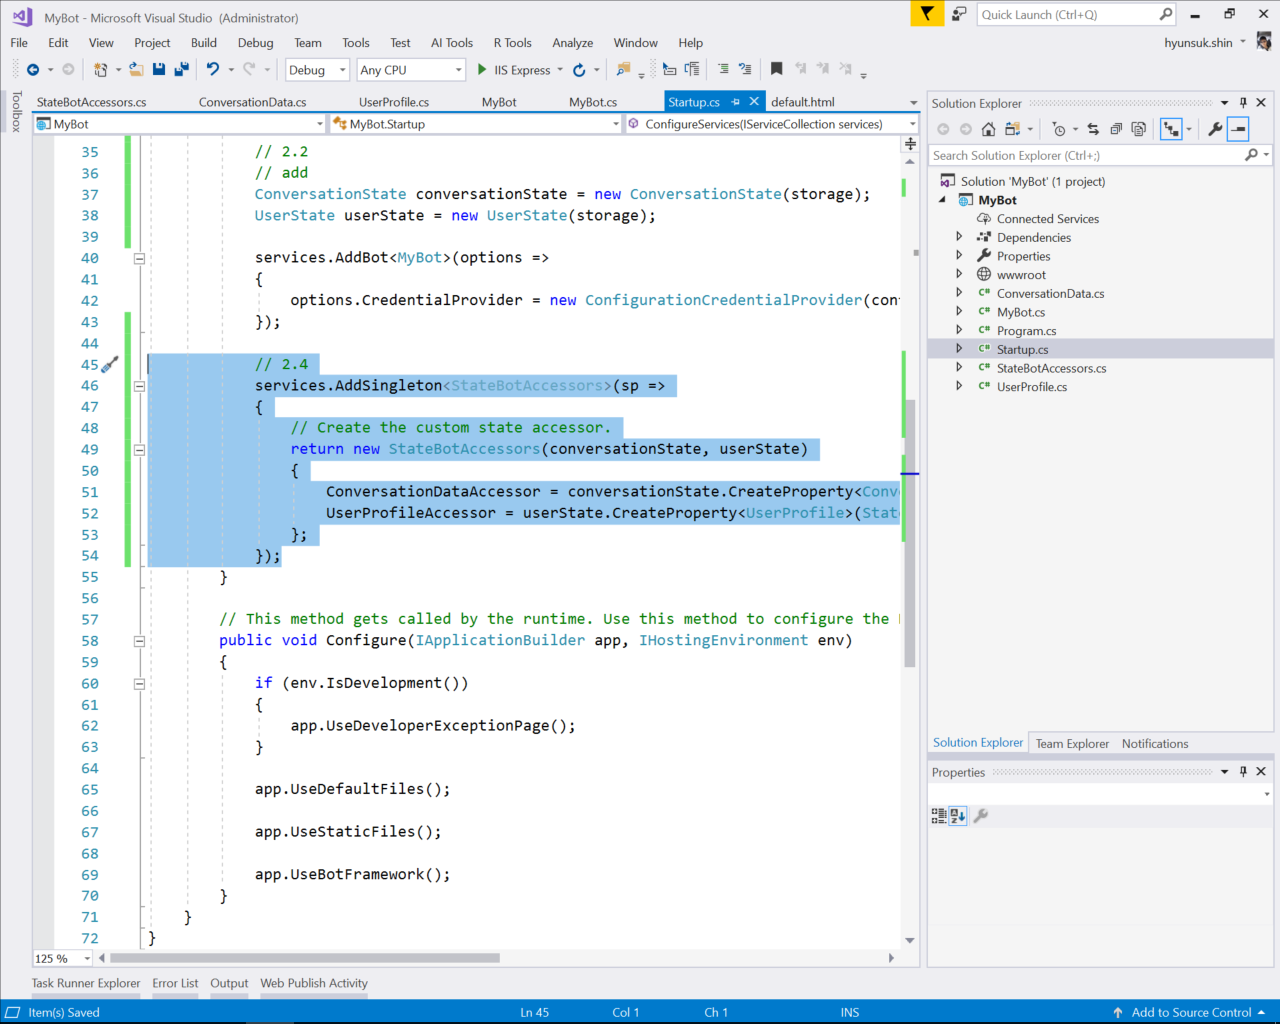 MyBot - Microsoft Visual Studio (Administrator)
Quick Launch (Ctrl+Q)
File Edit View Project Build Debug Team Tools Test AI Tools R Tools Analyze Window Help
hyunsuk.shin
Debug Any CPU IIS Express
Toolbox
StateBotAccessors.cs ConversationData.cs UserProfile.cs MyBot MyBot.cs Startup.cs default.html
MyBot MyBot.Startup ConfigureServices(IServiceCollection services)
35 // 2.2
36 // add
37 ConversationState conversationState = new ConversationState(storage);
38 UserState userState = new UserState(storage);
39
40 services.AddBot<MyBot>(options =>
41 {
42 options.CredentialProvider = new ConfigurationCredentialProvider(con
43 });
44
45 // 2.4
46 services.AddSingleton<StateBotAccessors>(sp =>
47 {
48 // Create the custom state accessor.
49 return new StateBotAccessors(conversationState, userState)
50 {
51 ConversationDataAccessor = conversationState.CreateProperty<Conv
52 UserProfileAccessor = userState.CreateProperty<UserProfile>(Stat
53 };
54 });
55 }
56
57 // This method gets called by the runtime. Use this method to configure the
58 public void Configure(IApplicationBuilder app, IHostingEnvironment env)
59 {
60 if (env.IsDevelopment())
61 {
62 app.UseDeveloperExceptionPage();
63 }
64
65 app.UseDefaultFiles();
66
67 app.UseStaticFiles();
68
69 app.UseBotFramework();
70 }
71 }
72 }
125 %
Solution Explorer
Search Solution Explorer (Ctrl+;)
Solution 'MyBot' (1 project)
MyBot
Connected Services
Dependencies
Properties
wwwroot
C# ConversationData.cs
C# MyBot.cs
C# Program.cs
C# Startup.cs
C# StateBotAccessors.cs
C# UserProfile.cs
Solution Explorer Team Explorer Notifications
Properties
Task Runner Explorer Error List Output Web Publish Activity
Item(s) Saved Ln 45 Col 1 Ch 1 INS Add to Source Control